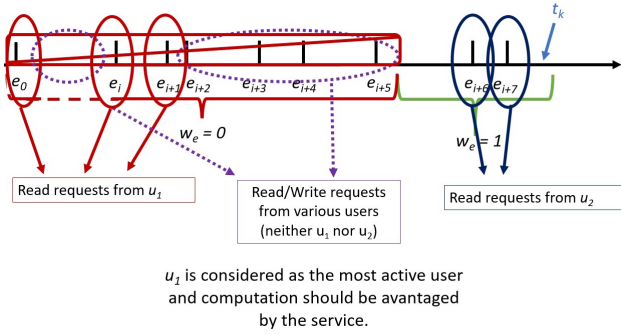 t_k
e_0 e_i e_{i+1} e_{i+2} e_{i+3} e_{i+4} e_{i+5} e_{i+6} e_{i+7}
w_e = 0
w_e = 1
Read requests from u_1
Read/Write requests
from various users
(neither u_1 nor u_2)
Read requests from u_2
u_1 is considered as the most active user
and computation should be avantaged
by the service.